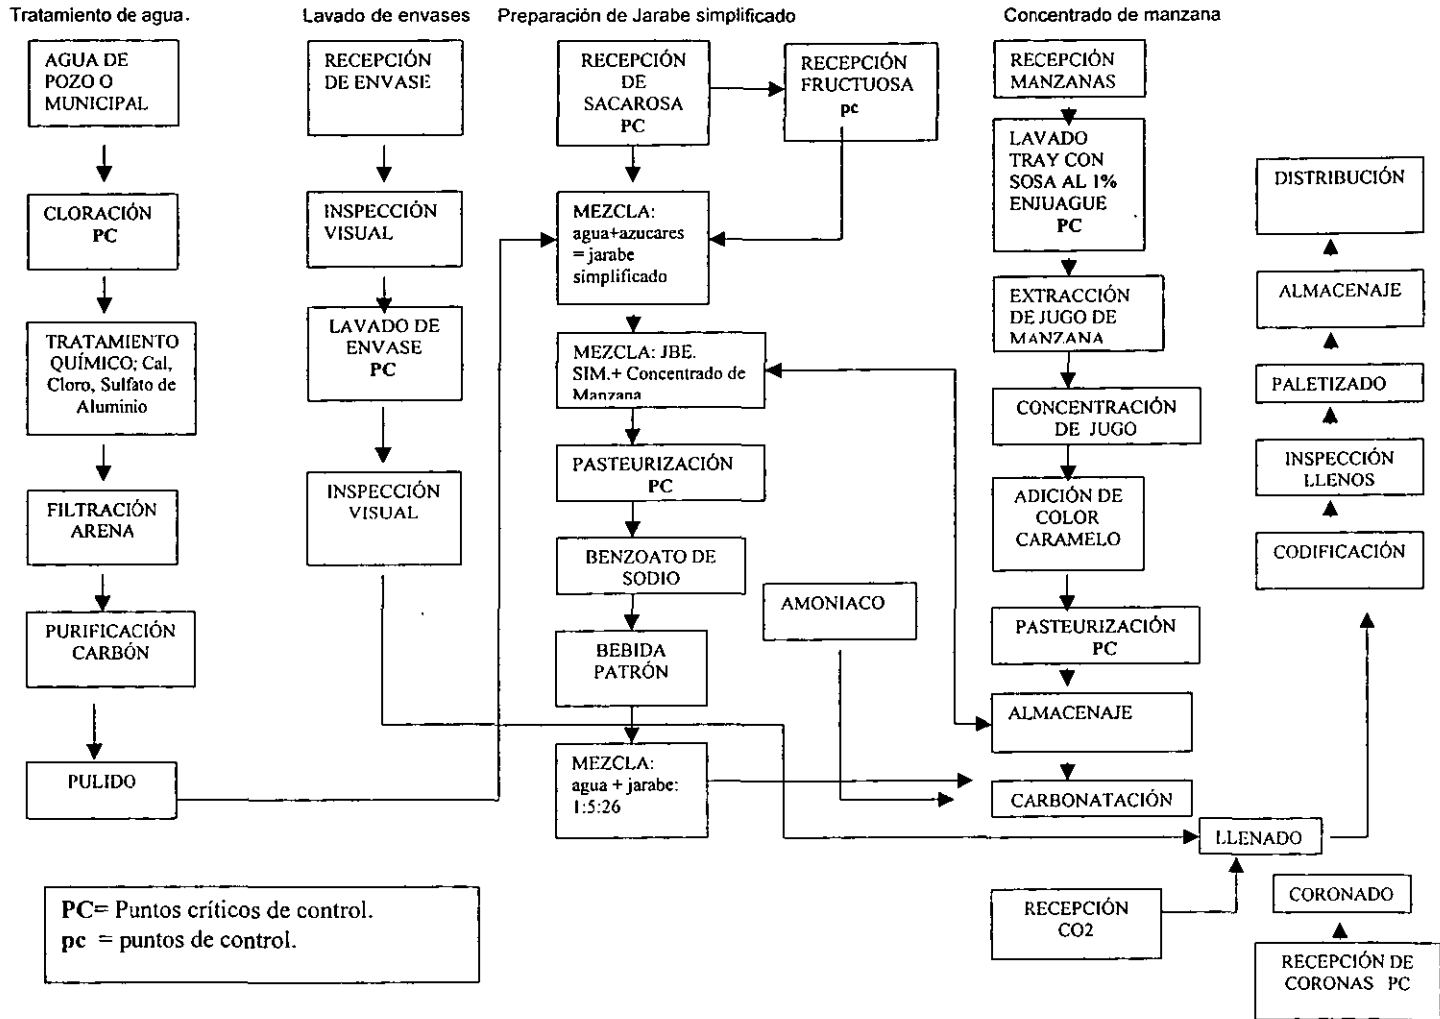 Tratamiento de agua.
Lavado de envases
Preparación de Jarabe simplificado
Concentrado de manzana
AGUA DE
POZO O
MUNICIPAL
CLORACIÓN
PC
TRATAMIENTO
QUÍMICO; Cal,
Cloro, Sulfato de
Aluminio
FILTRACIÓN
ARENA
PURIFICACIÓN
CARBÓN
PULIDO
RECEPCIÓN
DE ENVASE
INSPECCIÓN
VISUAL
LAVADO DE
ENVASE
PC
INSPECCIÓN
VISUAL
RECEPCIÓN
DE
SACAROSA
PC
RECEPCIÓN
FRUCTUOSA
pc
MEZCLA:
agua+azucares
= jarabe
simplificado
MEZCLA: JBE.
SIM.+ Concentrado de
Manzana
PASTEURIZACIÓN
PC
BENZOATO DE
SODIO
BEBIDA
PATRÓN
MEZCLA:
agua + jarabe:
1:5:26
AMONIACO
RECEPCIÓN
MANZANAS
LAVADO
TRAY CON
SOSA AL 1%
ENJUAGUE
PC
EXTRACCIÓN
DE JUGO DE
MANZANA
CONCENTRACIÓN
DE JUGO
ADICIÓN DE
COLOR
CARAMELO
PASTEURIZACIÓN
PC
ALMACENAJE
CARBONATACIÓN
LLENADO
RECEPCIÓN
CO2
CORONADO
RECEPCIÓN DE
CORONAS PC
DISTRIBUCIÓN
ALMACENAJE
PALETIZADO
INSPECCIÓN
LLENOS
CODIFICACIÓN
PC= Puntos críticos de control.
pc = puntos de control.